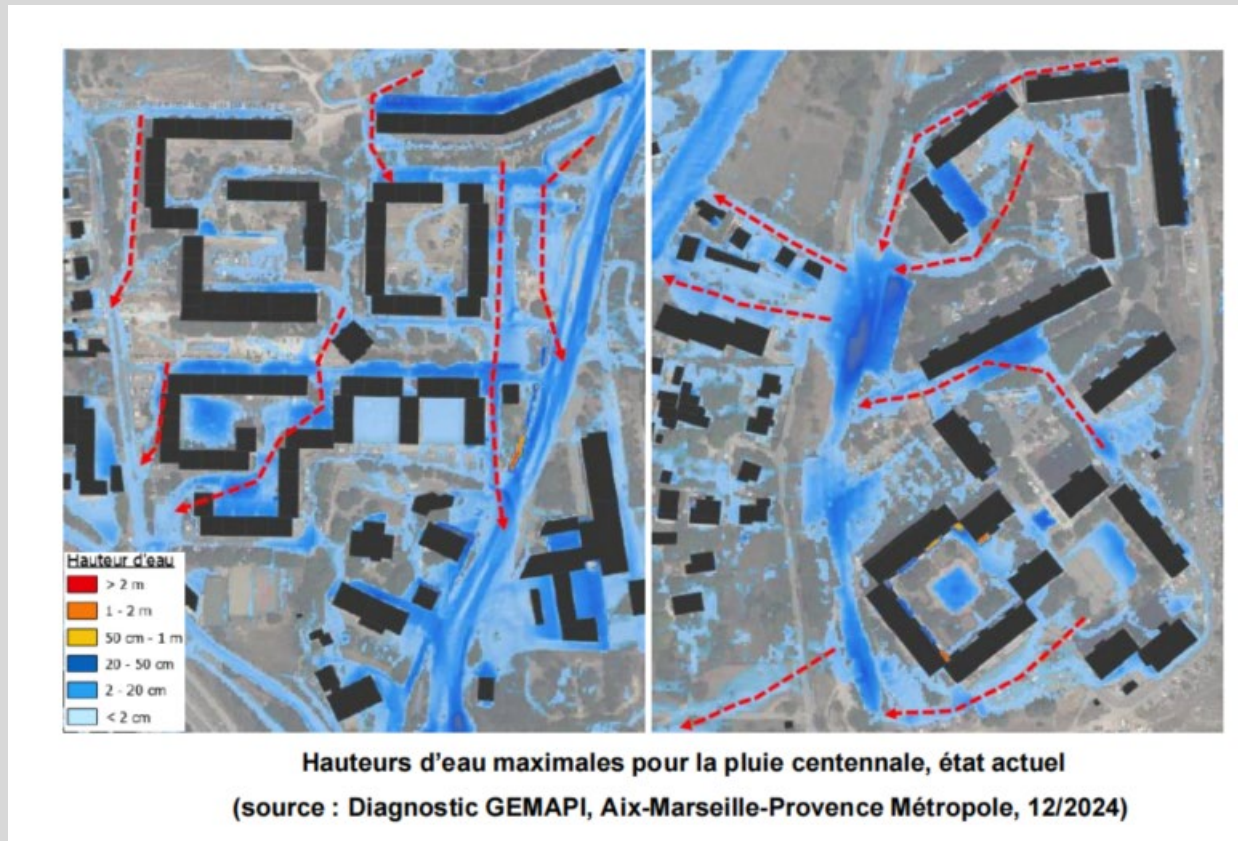 Hauteur d'eau
> 2 m
1 - 2 m
50 cm - 1 m
20 - 50 cm
2 - 20 cm
< 2 cm
Hauteurs d'eau maximales pour la pluie centennale, état actuel
(source : Diagnostic GEMAPI, Aix-Marseille-Provence Métropole, 12/2024)